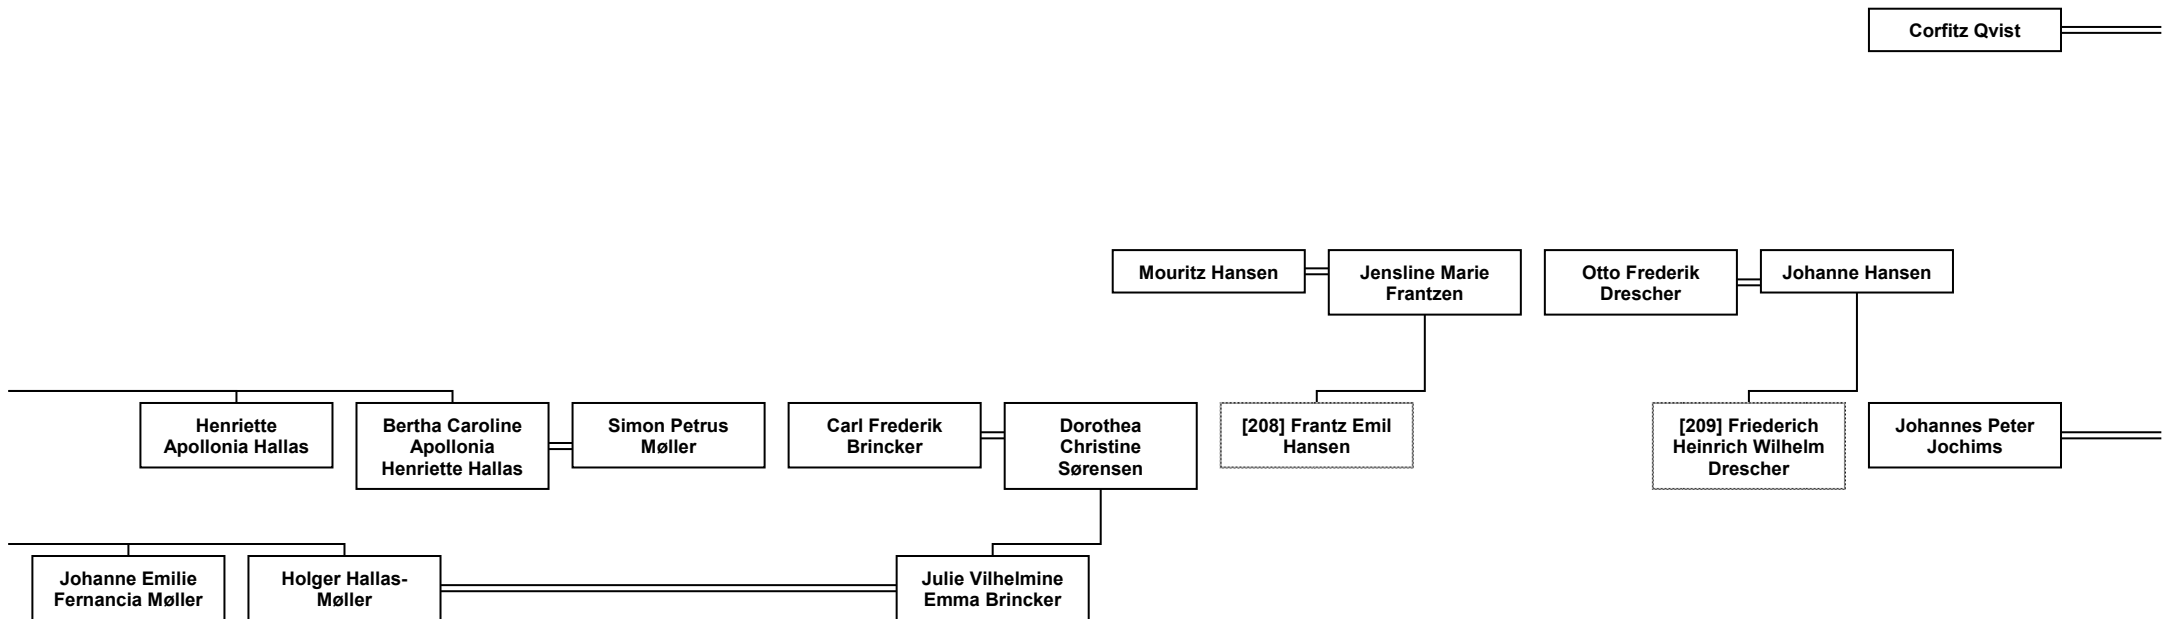 Corfitz Qvist
Mouritz Hansen
Jensline Marie
Frantzen
Otto Frederik
Drescher
Johanne Hansen
Henriette
Apollonia Hallas
Bertha Caroline
Apollonia
Henriette Hallas
Simon Petrus
Møller
Carl Frederik
Brincker
Dorothea
Christine
Sørensen
[208] Frantz Emil
Hansen
[209] Friederich
Heinrich Wilhelm
Drescher
Johannes Peter
Jochims
Johanne Emilie
Fernancia Møller
Holger Hallas-
Møller
Julie Vilhelmine
Emma Brincker